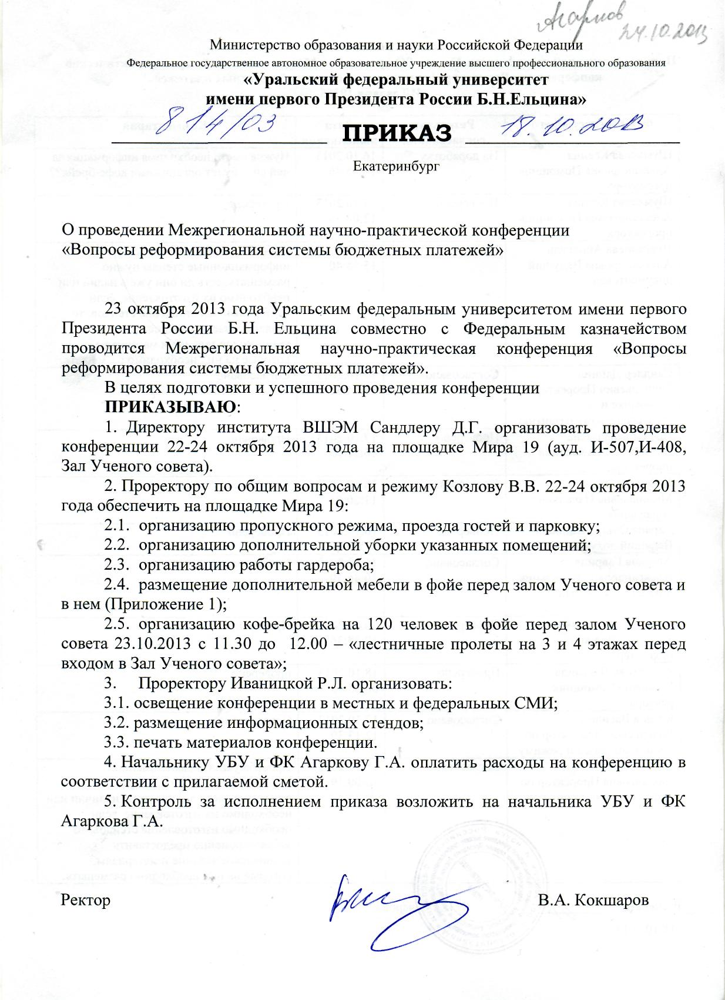 Агарков
24.10.2013
Министерство образования и науки Российской Федерации
Федеральное государственное автономное образовательное учреждение высшего профессионального образования
«Уральский федеральный университет
имени первого Президента России Б.Н.Ельцина»
814/03 ПРИКАЗ 18.10.2013
Екатеринбург
О проведении Межрегиональной научно-практической конференции
«Вопросы реформирования системы бюджетных платежей»
23 октября 2013 года Уральским федеральным университетом имени первого
Президента России Б.Н. Ельцина совместно с Федеральным казначейством
проводится Межрегиональная научно-практическая конференция «Вопросы
реформирования системы бюджетных платежей».
В целях подготовки и успешного проведения конференции
ПРИКАЗЫВАЮ:
1. Директору института ВШЭМ Сандлеру Д.Г. организовать проведение
конференции 22-24 октября 2013 года на площадке Мира 19 (ауд. И-507,И-408,
Зал Ученого совета).
2. Проректору по общим вопросам и режиму Козлову В.В. 22-24 октября 2013
года обеспечить на площадке Мира 19:
2.1. организацию пропускного режима, проезда гостей и парковку;
2.2. организацию дополнительной уборки указанных помещений;
2.3. организацию работы гардероба;
2.4. размещение дополнительной мебели в фойе перед залом Ученого совета и
в нем (Приложение 1);
2.5. организацию кофе-брейка на 120 человек в фойе перед залом Ученого
совета 23.10.2013 с 11.30 до 12.00 – «лестничные пролеты на 3 и 4 этажах перед
входом в Зал Ученого совета»;
3. Проректору Иваницкой Р.Л. организовать:
3.1. освещение конференции в местных и федеральных СМИ;
3.2. размещение информационных стендов;
3.3. печать материалов конференции.
4. Начальнику УБУ и ФК Агаркову Г.А. оплатить расходы на конференцию в
соответствии с прилагаемой сметой.
5. Контроль за исполнением приказа возложить на начальника УБУ и ФК
Агаркова Г.А.
Ректор В.А. Кокшаров